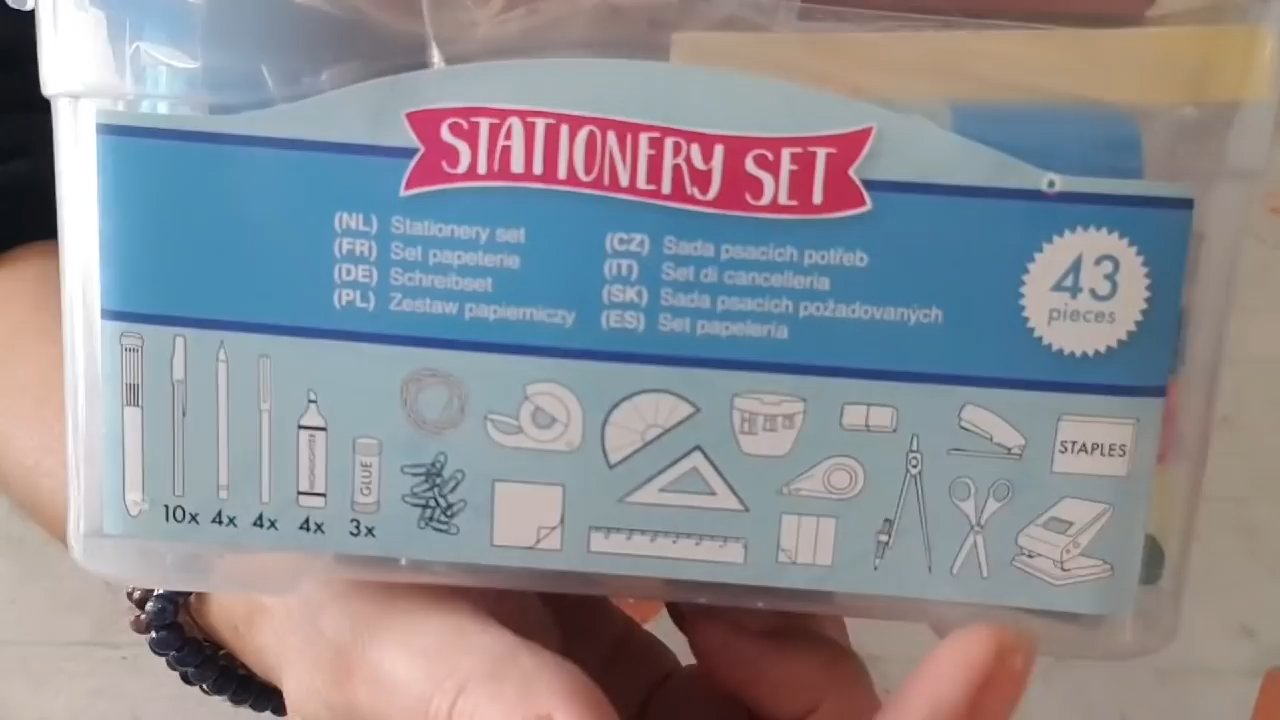 STATIONERY SET
(NL) Stationery set
(FR) Set papeterie
(DE) Schreibset
(PL) Zestaw papierniczy
(CZ) Sada psacích potřeb
(IT) Set di cancelleria
(SK) Sada psacích požadovaných
(ES) Set papelería
43
pieces
HIGHLIGHTER
GLUE
STAPLES
10x 4x 4x 4x 3x